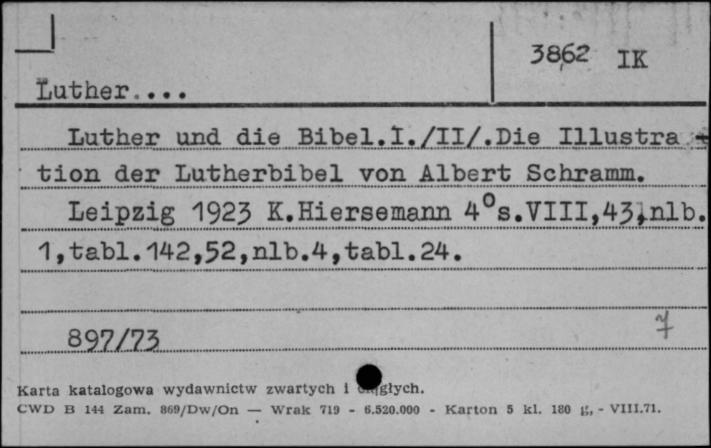 3862 IK
Luther....
Luther und die Bibel.I./II/.Die Illustra-
tion der Lutherbibel von Albert Schramm.
Leipzig 1923 K.Hiersemann 4°s.VIII,43,nlb.
1,tabl.142,52,nlb.4,tabl.24.
897/73 7
Karta katalogowa wydawnictw zwartych i ciągłych.
CWD B 144 Zam. 869/Dw/On — Wrak 719 - 6.520.000 - Karton 5 kl. 180 g, - VIII.71.